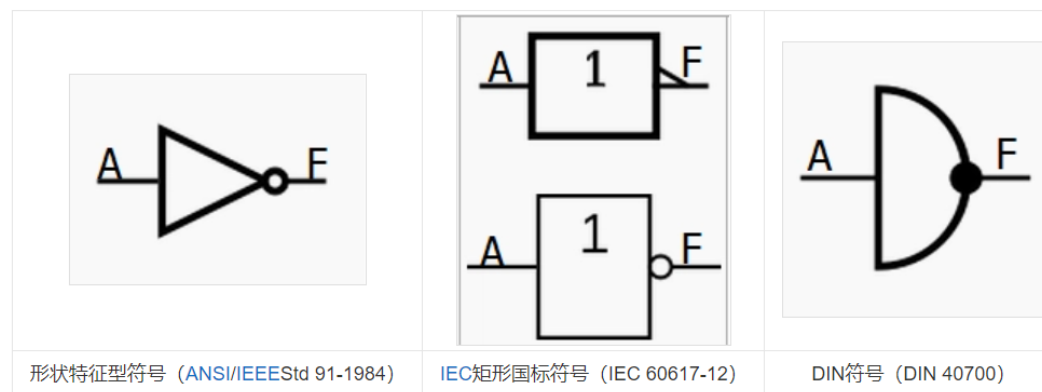 A F
A 1 F
A 1 F
A F
形状特征型符号（ANSI/IEEEStd 91-1984）
IEC矩形国标符号（IEC 60617-12）
DIN符号（DIN 40700）